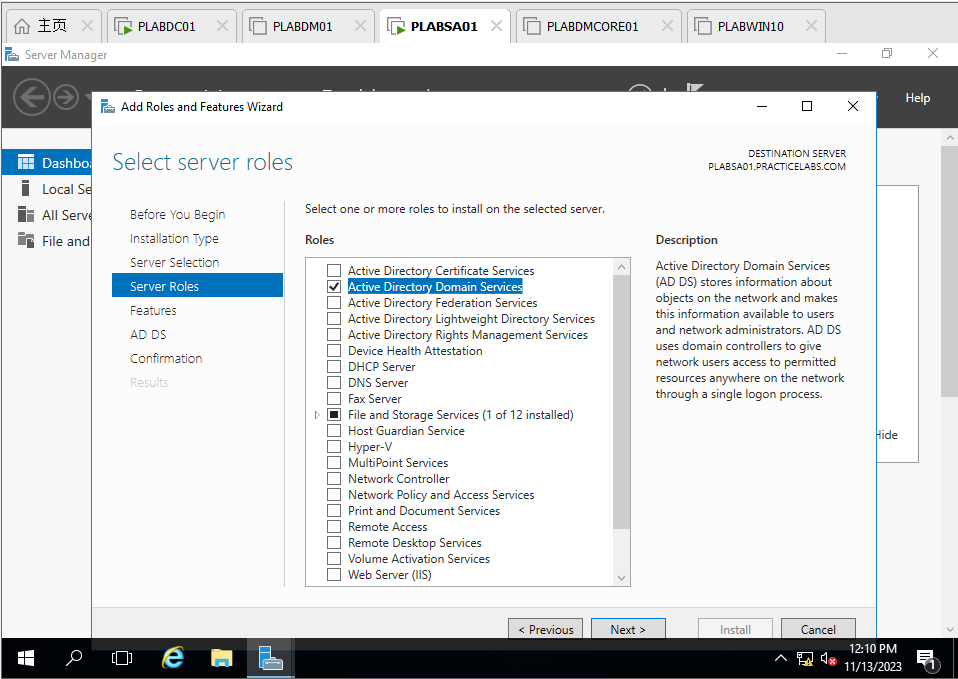 主页
PLABDC01
PLABDM01
PLABSA01
PLABDMCORE01
PLABWIN10
Server Manager
Help
Add Roles and Features Wizard
Select server roles
DESTINATION SERVER
PLABSA01.PRACTICELABS.COM
Dashbo
Local Se
All Serve
File and
Before You Begin
Installation Type
Server Selection
Server Roles
Features
AD DS
Confirmation
Results
Select one or more roles to install on the selected server.
Roles
Active Directory Certificate Services
Active Directory Domain Services
Active Directory Federation Services
Active Directory Lightweight Directory Services
Active Directory Rights Management Services
Device Health Attestation
DHCP Server
DNS Server
Fax Server
File and Storage Services (1 of 12 installed)
Host Guardian Service
Hyper-V
MultiPoint Services
Network Controller
Network Policy and Access Services
Print and Document Services
Remote Access
Remote Desktop Services
Volume Activation Services
Web Server (IIS)
Description
Active Directory Domain Services
(AD DS) stores information about
objects on the network and makes
this information available to users
and network administrators. AD DS
uses domain controllers to give
network users access to permitted
resources anywhere on the network
through a single logon process.
Hide
< Previous
Next >
Install
Cancel
12:10 PM
11/13/2023
1